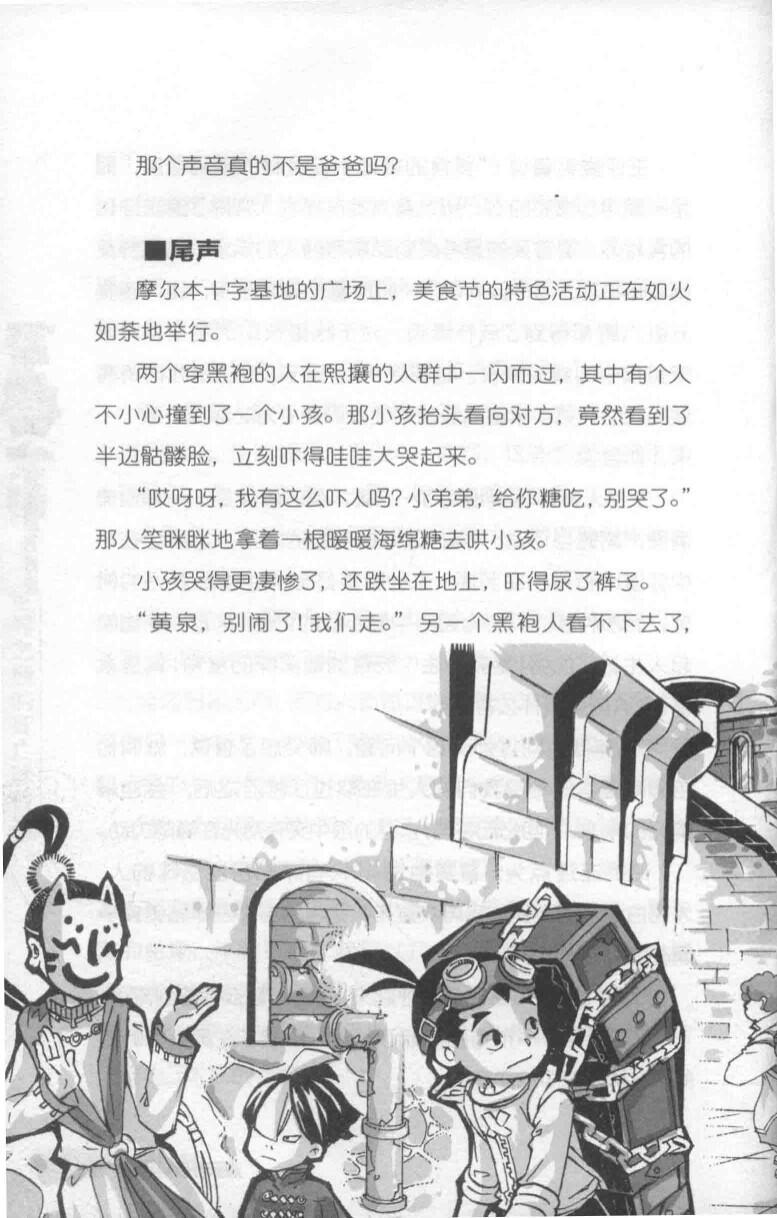 那个声音真的不是爸爸吗？
■尾声
摩尔本十字基地的广场上，美食节的特色活动正在如火
如荼地举行。
两个穿黑袍的人在熙攘的人群中一闪而过，其中有个人
不小心撞到了一个小孩。那小孩抬头看向对方，竟然看到了
半边骷髅脸，立刻吓得哇哇大哭起来。
“哎呀呀，我有这么吓人吗？小弟弟，给你糖吃，别哭了。”
那人笑眯眯地拿着一根暖暖海绵糖去哄小孩。
小孩哭得更凄惨了，还跌坐在地上，吓得尿了裤子。
“黄泉，别闹了！我们走。”另一个黑袍人看不下去了，